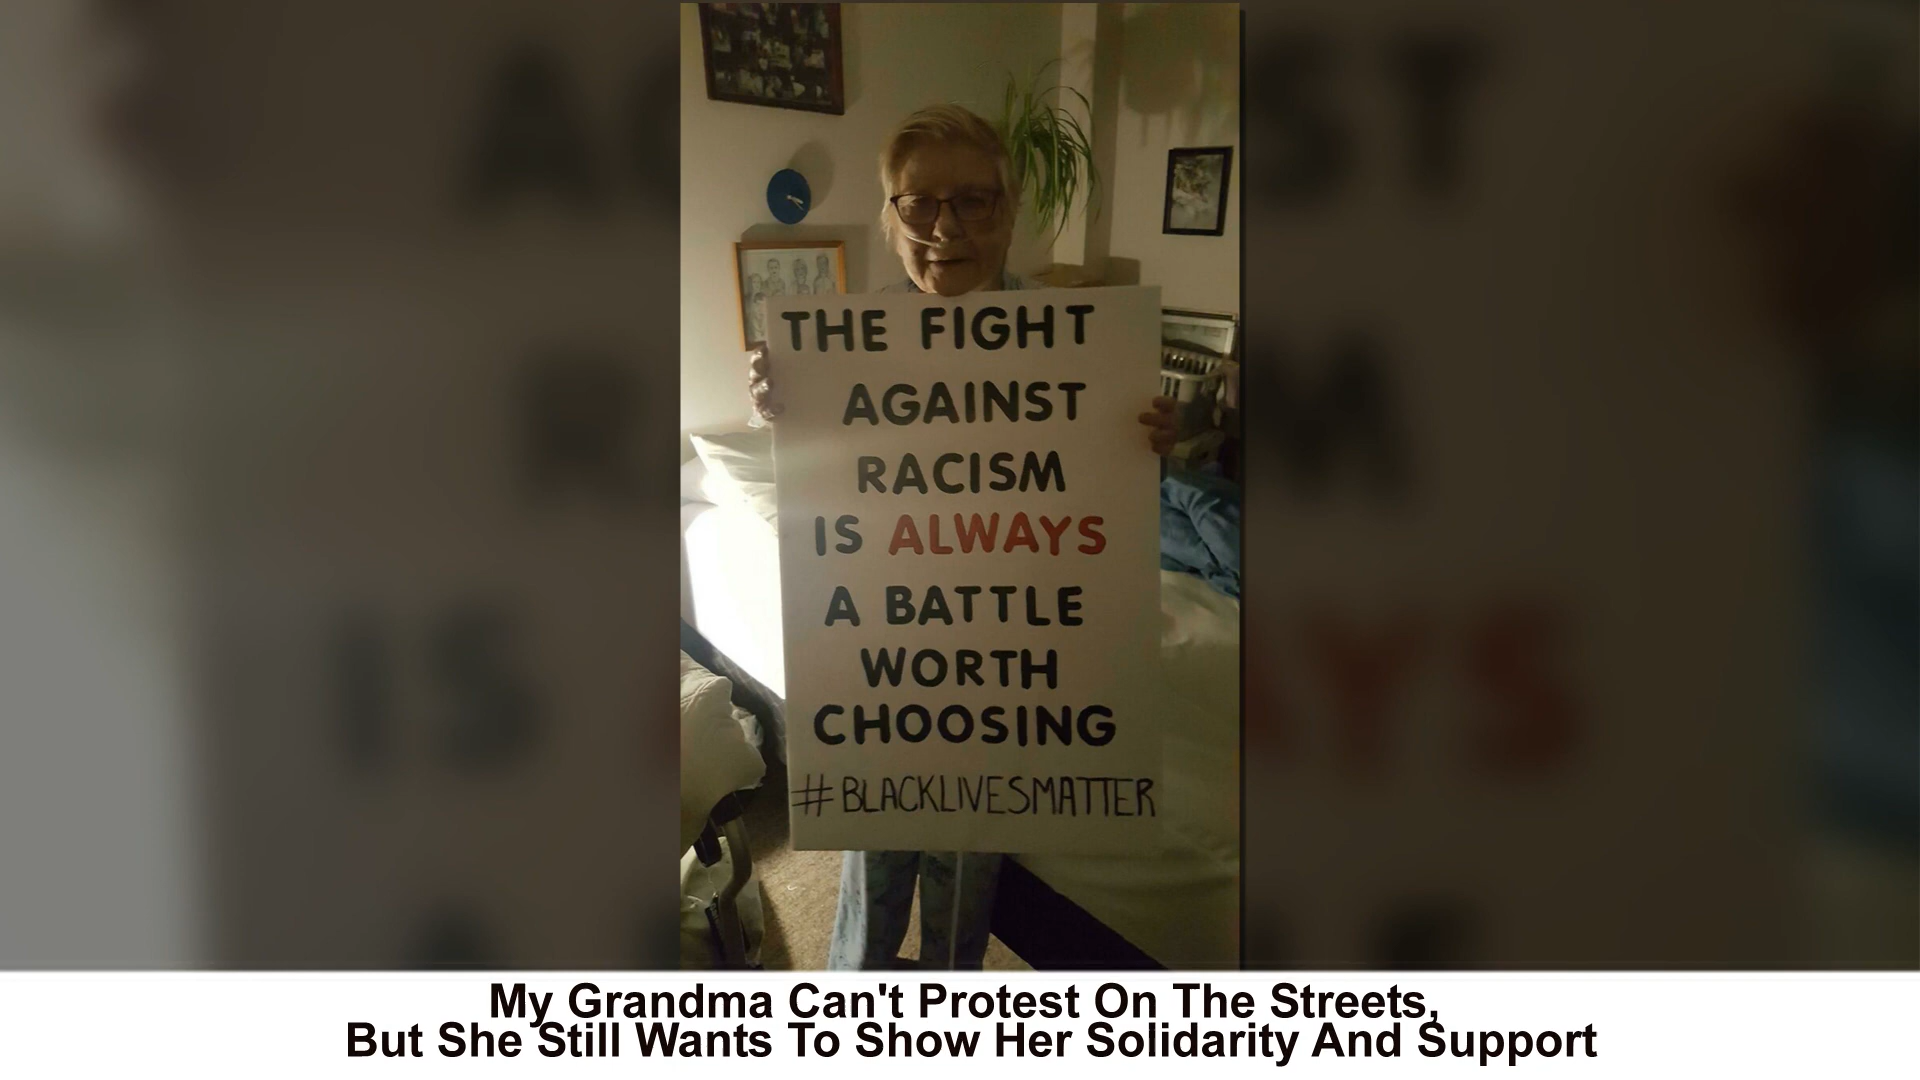 THE FIGHT
AGAINST
RACISM
IS ALWAYS
A BATTLE
WORTH
CHOOSING
#BLACKLIVESMATTER
My Grandma Can't Protest On The Streets,
But She Still Wants To Show Her Solidarity And Support